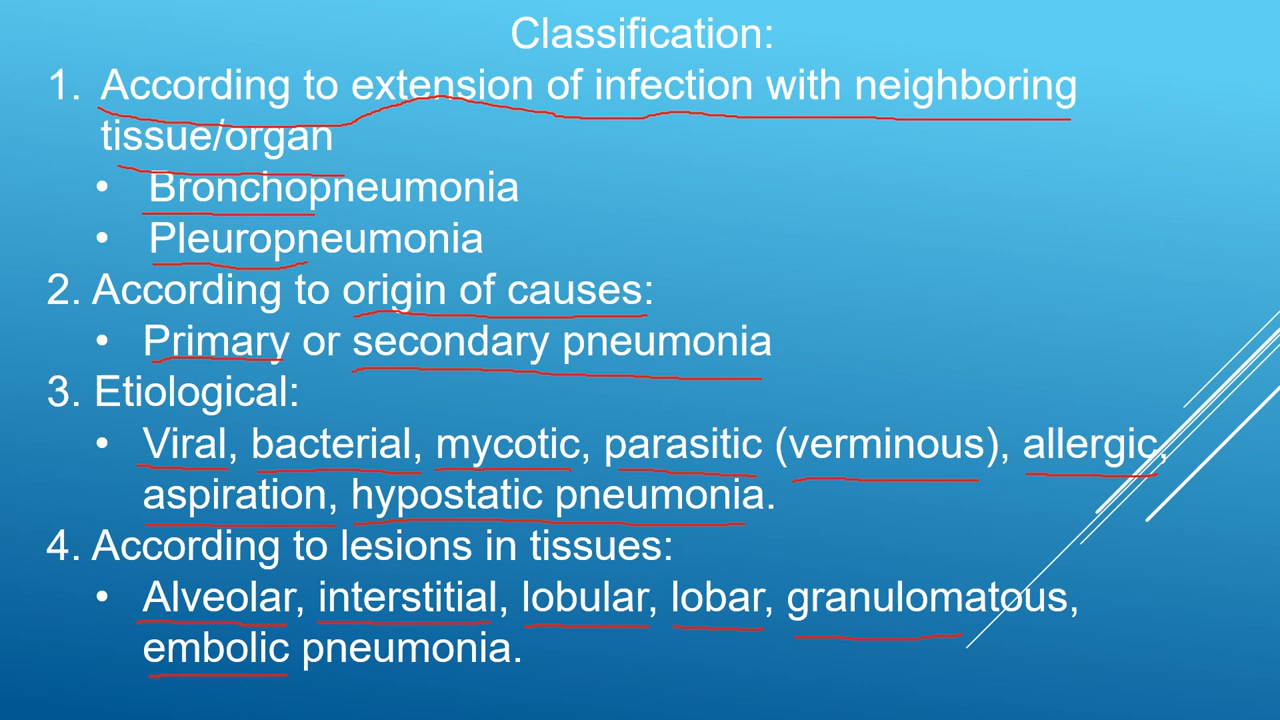 Classification:
1. According to extension of infection with neighboring
tissue/organ
• Bronchopneumonia
• Pleuropneumonia
2. According to origin of causes:
• Primary or secondary pneumonia
3. Etiological:
• Viral, bacterial, mycotic, parasitic (verminous), allergic,
aspiration, hypostatic pneumonia.
4. According to lesions in tissues:
• Alveolar, interstitial, lobular, lobar, granulomatous,
embolic pneumonia.